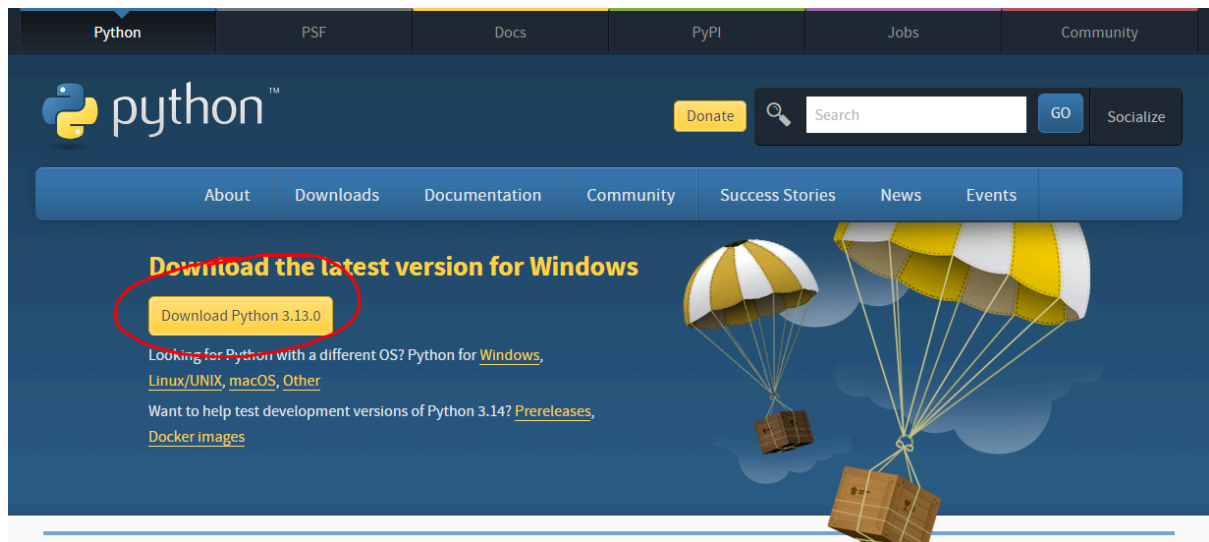 Python PSF Docs PyPI Jobs Community
python™
Donate Search GO Socialize
About Downloads Documentation Community Success Stories News Events
Download the latest version for Windows
Download Python 3.13.0
Looking for Python with a different OS? Python for Windows,
Linux/UNIX, macOS, Other
Want to help test development versions of Python 3.14? Prereleases,
Docker images